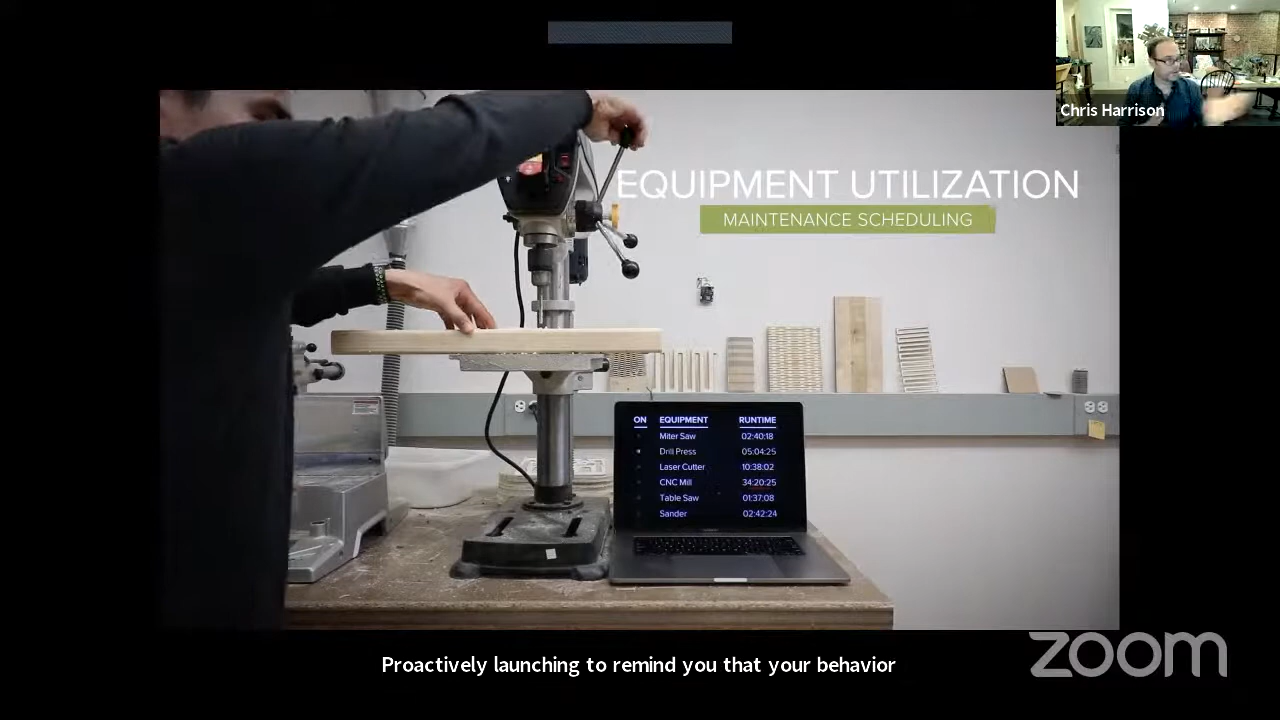 Chris Harrison
EQUIPMENT UTILIZATION
MAINTENANCE SCHEDULING
ON EQUIPMENT RUNTIME
Miter Saw 02:40:18
Drill Press 05:04:25
Laser Cutter 10:38:02
CNC Mill 34:20:25
Table Saw 01:37:08
Sander 02:42:24
zoom
Proactively launching to remind you that your behavior